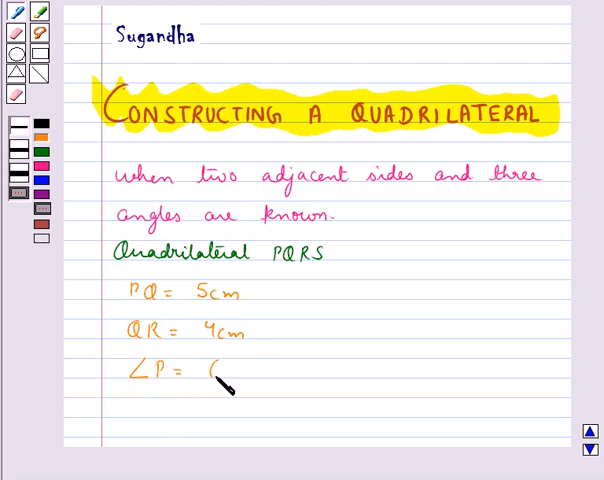 Sugandha
CONSTRUCTING A QUADRILATERAL
when two adjacent sides and three
angles are known.
Quadrilateral PQRS
PQ = 5cm
QR = 4cm
∠P = (